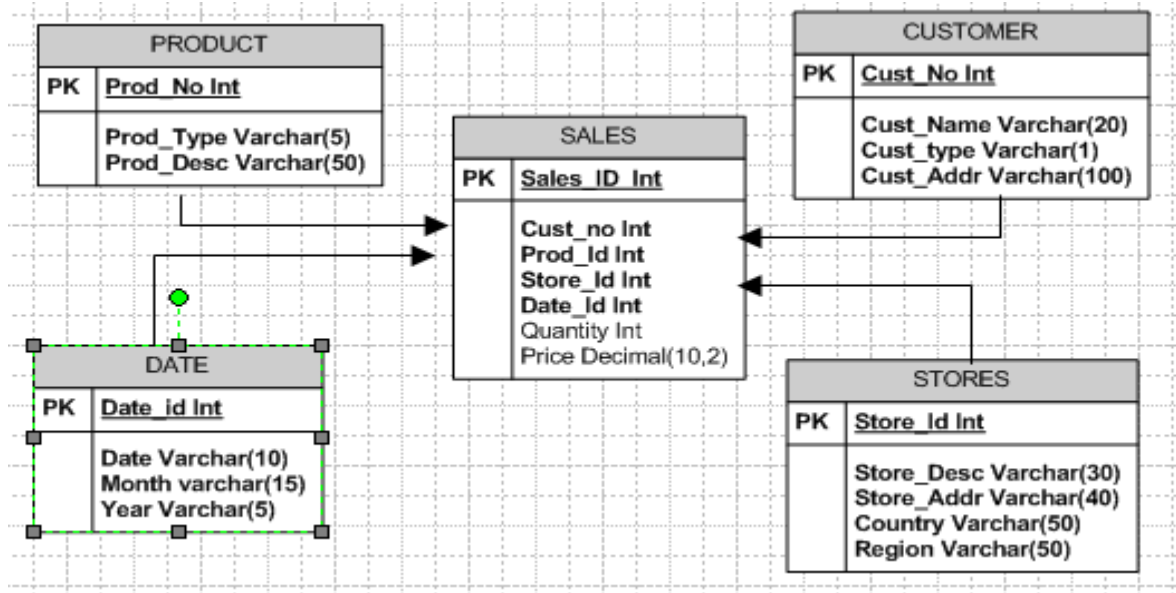 PRODUCT
PK Prod_No Int
Prod_Type Varchar(5)
Prod_Desc Varchar(50)
CUSTOMER
PK Cust_No Int
Cust_Name Varchar(20)
Cust_type Varchar(1)
Cust_Addr Varchar(100)
SALES
PK Sales_ID Int
Cust_no Int
Prod_Id Int
Store_Id Int
Date_Id Int
Quantity Int
Price Decimal(10,2)
DATE
PK Date_id Int
Date Varchar(10)
Month varchar(15)
Year Varchar(5)
STORES
PK Store_Id Int
Store_Desc Varchar(30)
Store_Addr Varchar(40)
Country Varchar(50)
Region Varchar(50)